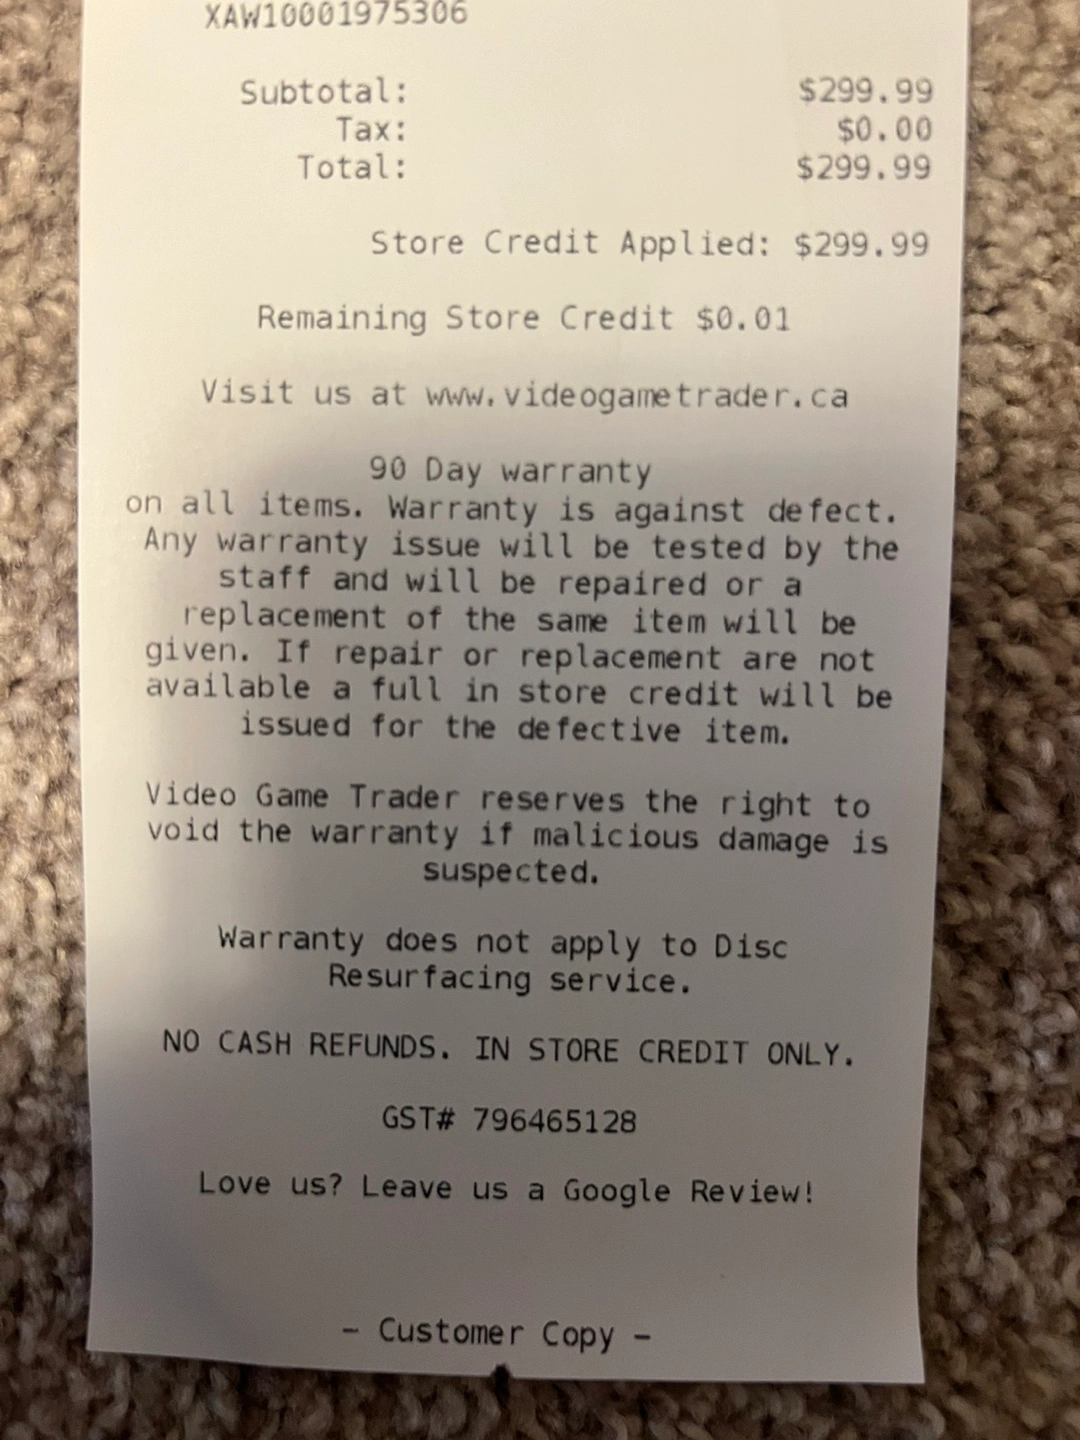 XAW10001975306
Subtotal: $299.99
Tax: $0.00
Total: $299.99
Store Credit Applied: $299.99
Remaining Store Credit $0.01
Visit us at www.videogametrader.ca
90 Day warranty
on all items. Warranty is against defect.
Any warranty issue will be tested by the
staff and will be repaired or a
replacement of the same item will be
given. If repair or replacement are not
available a full in store credit will be
issued for the defective item.
Video Game Trader reserves the right to
void the warranty if malicious damage is
suspected.
Warranty does not apply to Disc
Resurfacing service.
NO CASH REFUNDS. IN STORE CREDIT ONLY.
GST# 796465128
Love us? Leave us a Google Review!
- Customer Copy -